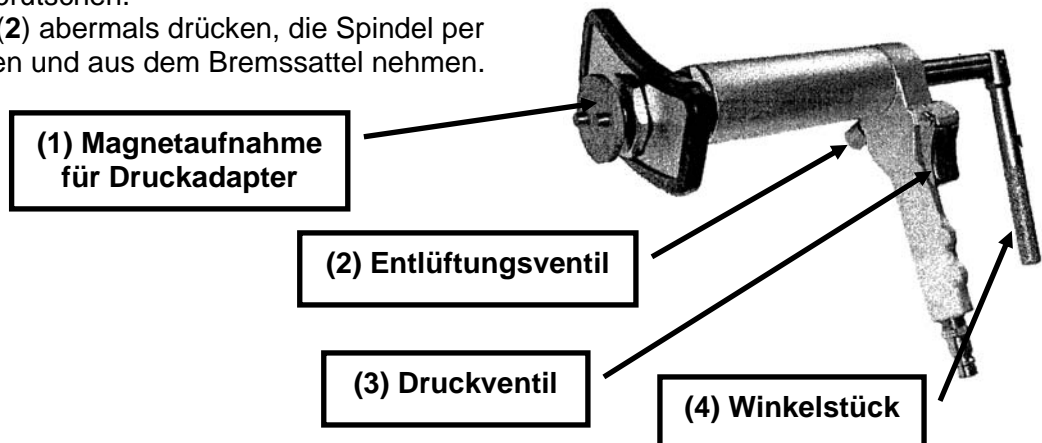 (2) abermals drücken, die Spindel per
en und aus dem Bremssattel nehmen.
(1) Magnetaufnahme
für Druckadapter
(2) Entlüftungsventil
(3) Druckventil
(4) Winkelstück